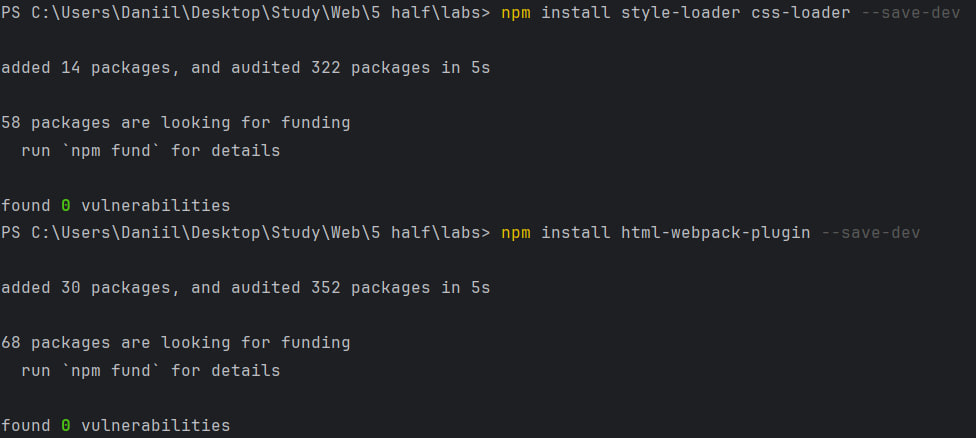 PS C:\Users\Daniil\Desktop\Study\Web\5 half\labs> npm install style-loader css-loader --save-dev
added 14 packages, and audited 322 packages in 5s
58 packages are looking for funding
  run `npm fund` for details
found 0 vulnerabilities
PS C:\Users\Daniil\Desktop\Study\Web\5 half\labs> npm install html-webpack-plugin --save-dev
added 30 packages, and audited 352 packages in 5s
68 packages are looking for funding
  run `npm fund` for details
found 0 vulnerabilities